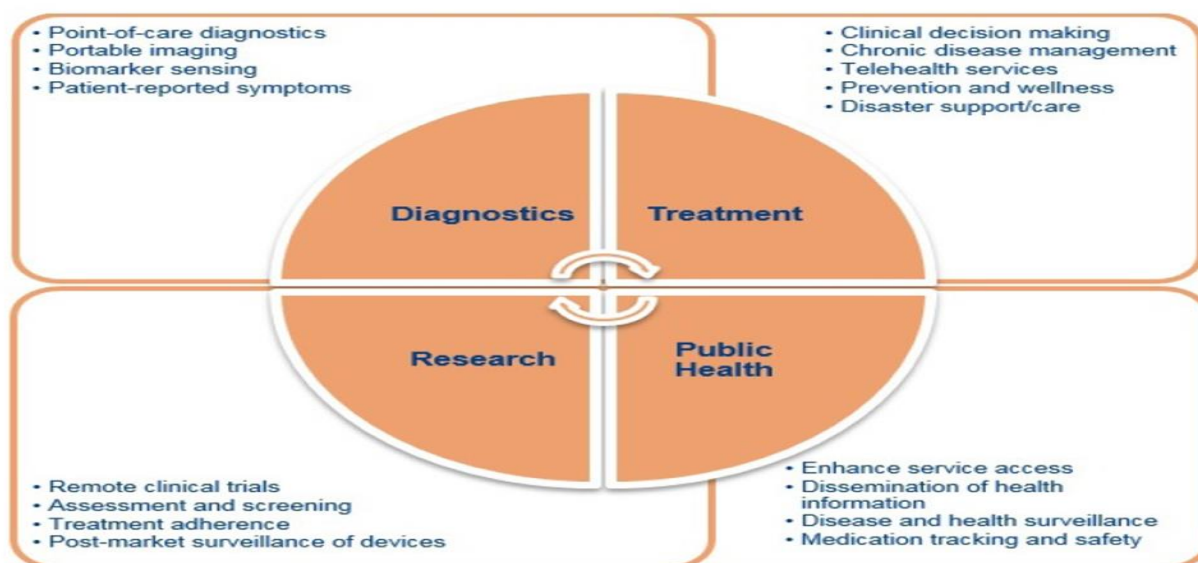 • Point-of-care diagnostics
• Portable imaging
• Biomarker sensing
• Patient-reported symptoms
• Clinical decision making
• Chronic disease management
• Telehealth services
• Prevention and wellness
• Disaster support/care
Diagnostics
Treatment
Research
Public
Health
• Remote clinical trials
• Assessment and screening
• Treatment adherence
• Post-market surveillance of devices
• Enhance service access
• Dissemination of health
information
• Disease and health surveillance
• Medication tracking and safety